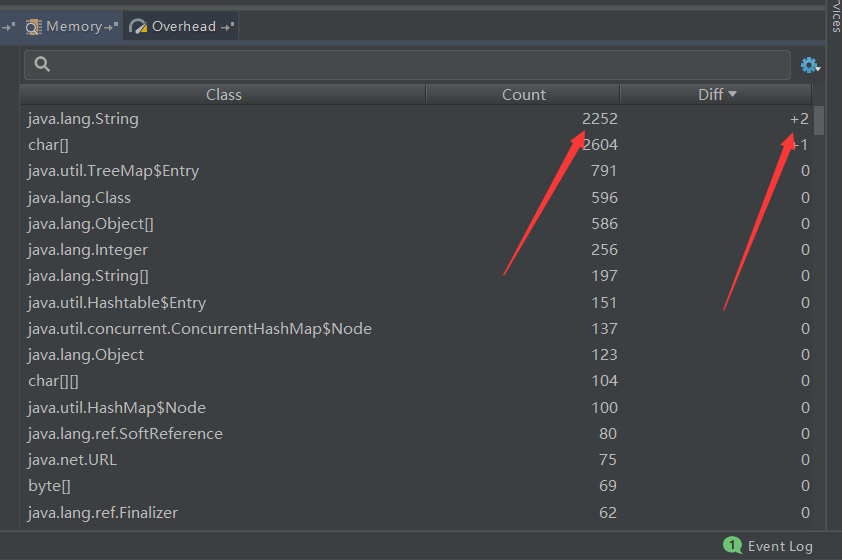 Memory Overhead
vices
Class Count Diff
java.lang.String 2252 +2
char[] 2604 +1
java.util.TreeMap$Entry 791 0
java.lang.Class 596 0
java.lang.Object[] 586 0
java.lang.Integer 256 0
java.lang.String[] 197 0
java.util.Hashtable$Entry 151 0
java.util.concurrent.ConcurrentHashMap$Node 137 0
java.lang.Object 123 0
char[][] 104 0
java.util.HashMap$Node 100 0
java.lang.ref.SoftReference 80 0
java.net.URL 75 0
byte[] 69 0
java.lang.ref.Finalizer 62 0
1 Event Log